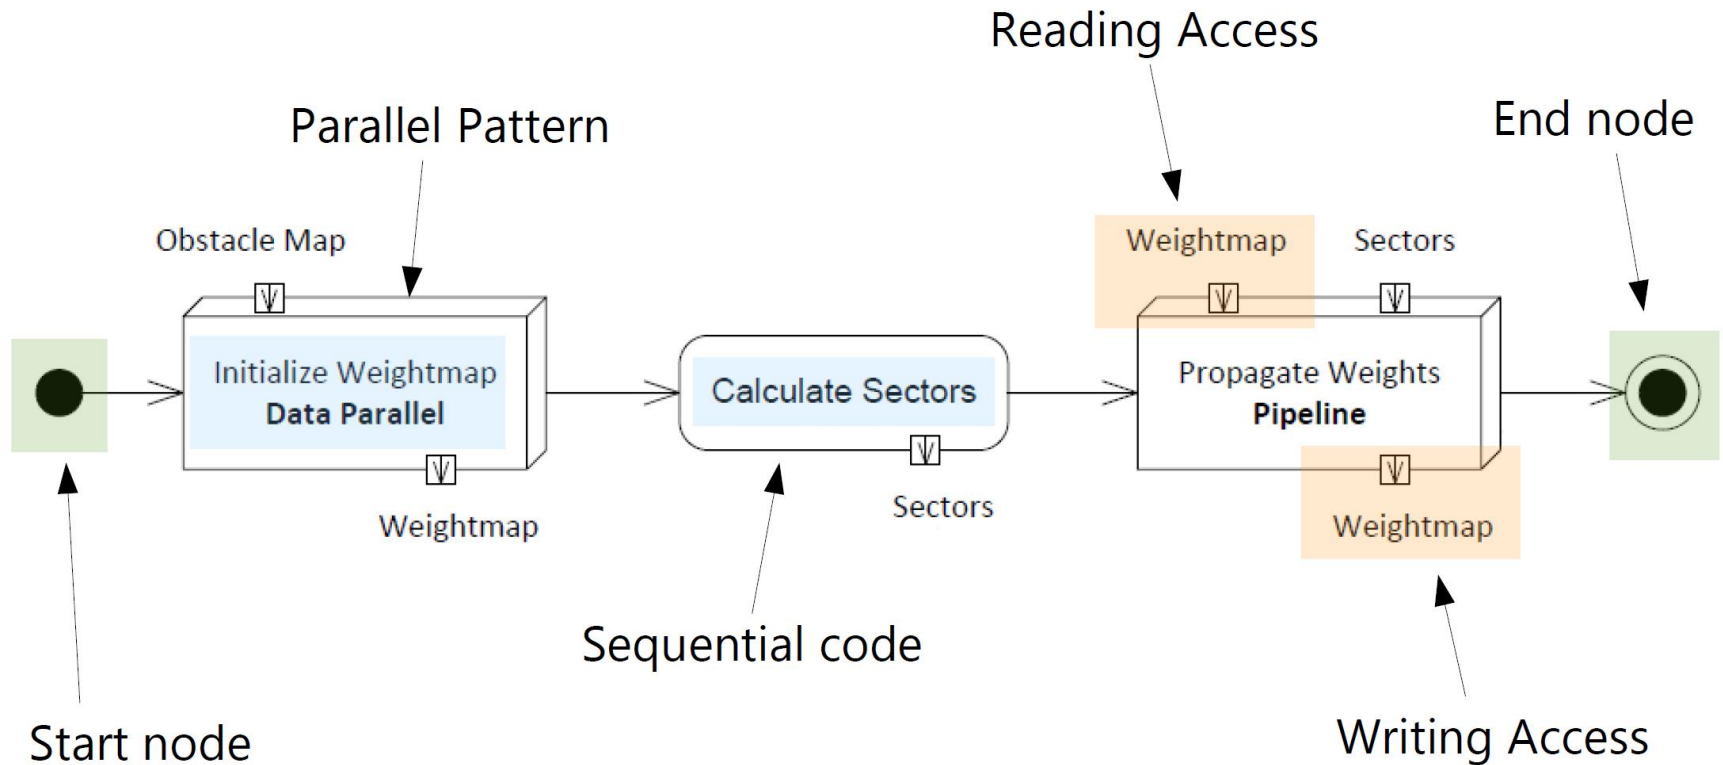 Reading Access
End node
Parallel Pattern
Obstacle Map
Weightmap
Sectors
Initialize Weightmap
Data Parallel
Calculate Sectors
Propagate Weights
Pipeline
Weightmap
Sectors
Weightmap
Sequential code
Start node
Writing Access